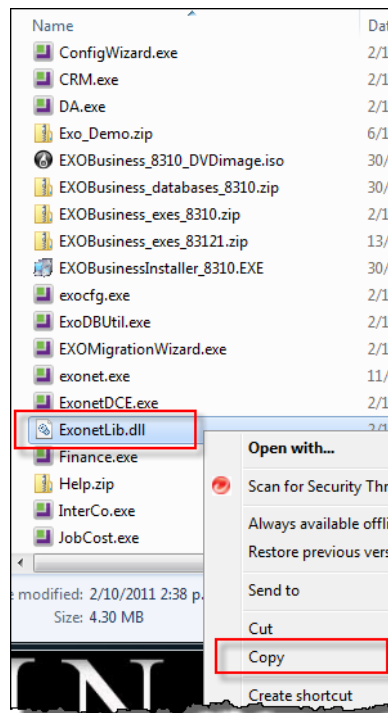 Name Dat
ConfigWizard.exe 2/1
CRM.exe 2/1
DA.exe 2/1
Exo_Demo.zip 6/1
EXOBusiness_8310_DVDimage.iso 30/
EXOBusiness_databases_8310.zip 30/
EXOBusiness_exes_8310.zip 2/1
EXOBusiness_exes_83121.zip 13/
EXOBusinessInstaller_8310.EXE 30/
exocfg.exe 2/1
ExoDBUtil.exe 2/1
EXOMigrationWizard.exe 2/1
exonet.exe 11/
ExonetDCE.exe 2/1
ExonetLib.dll 2/1
Finance.exe
Help.zip
InterCo.exe
JobCost.exe
Open with...
Scan for Security Thr
Always available offli
Restore previous vers
Send to
Cut
Copy
Create shortcut
modified: 2/10/2011 2:38 p.
Size: 4.30 MB